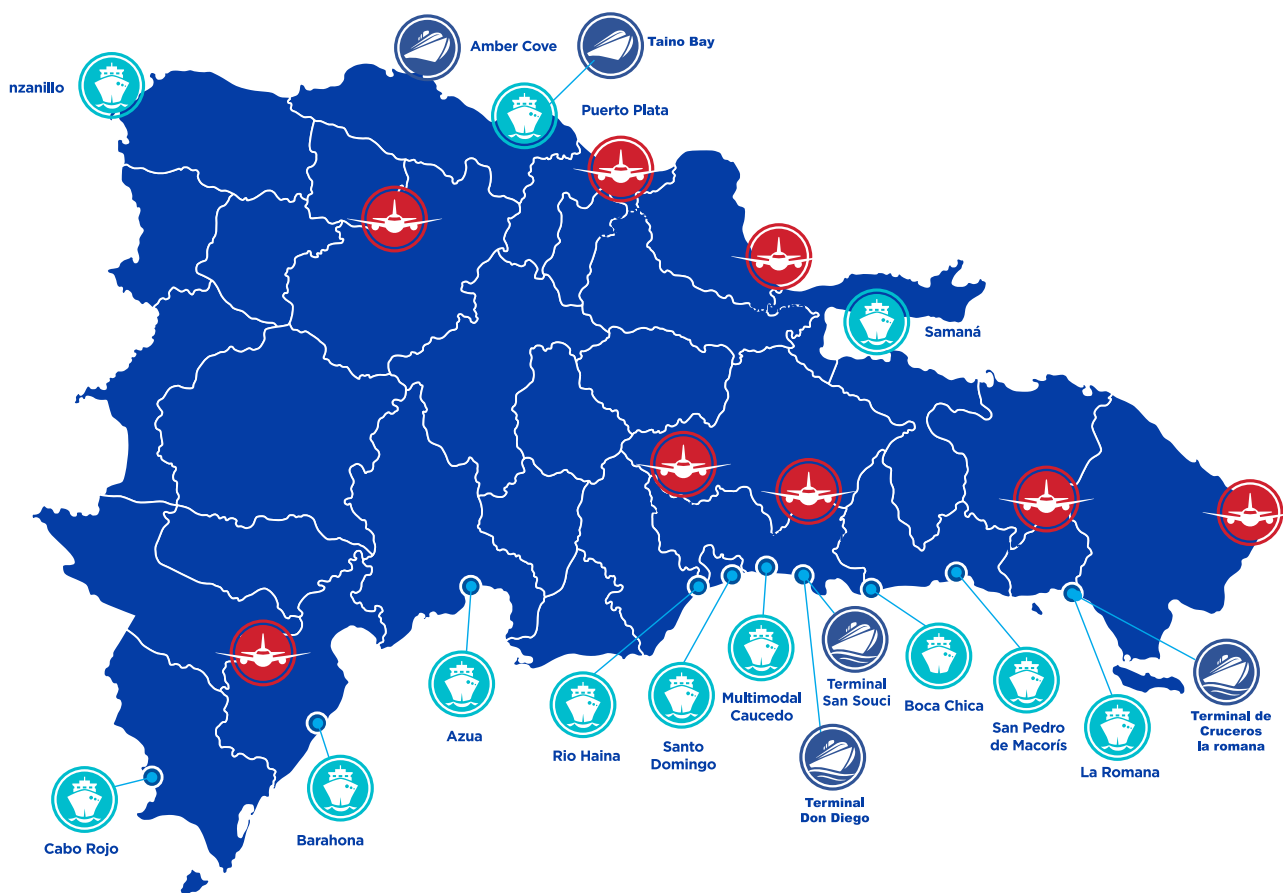 Amber Cove
Taino Bay
nzanillo
Puerto Plata
Samaná
Azua
Rio Haina
Santo
Domingo
Multimodal
Caucedo
Terminal
San Souci
Terminal
Don Diego
Boca Chica
San Pedro
de Macorís
La Romana
Terminal de
Cruceros
la romana
Barahona
Cabo Rojo